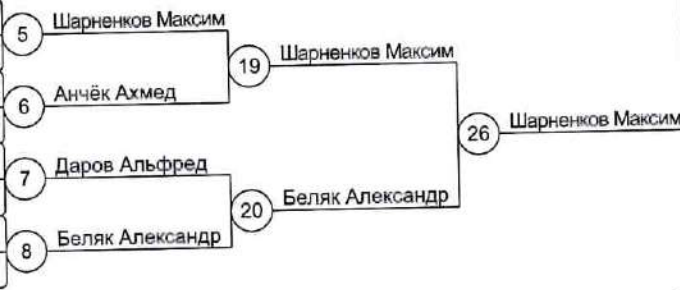 5 Шарненков Максим
19 Шарненков Максим
6 Анчёк Ахмед
26 Шарненков Максим
7 Даров Альфред
20 Беляк Александр
8 Беляк Александр